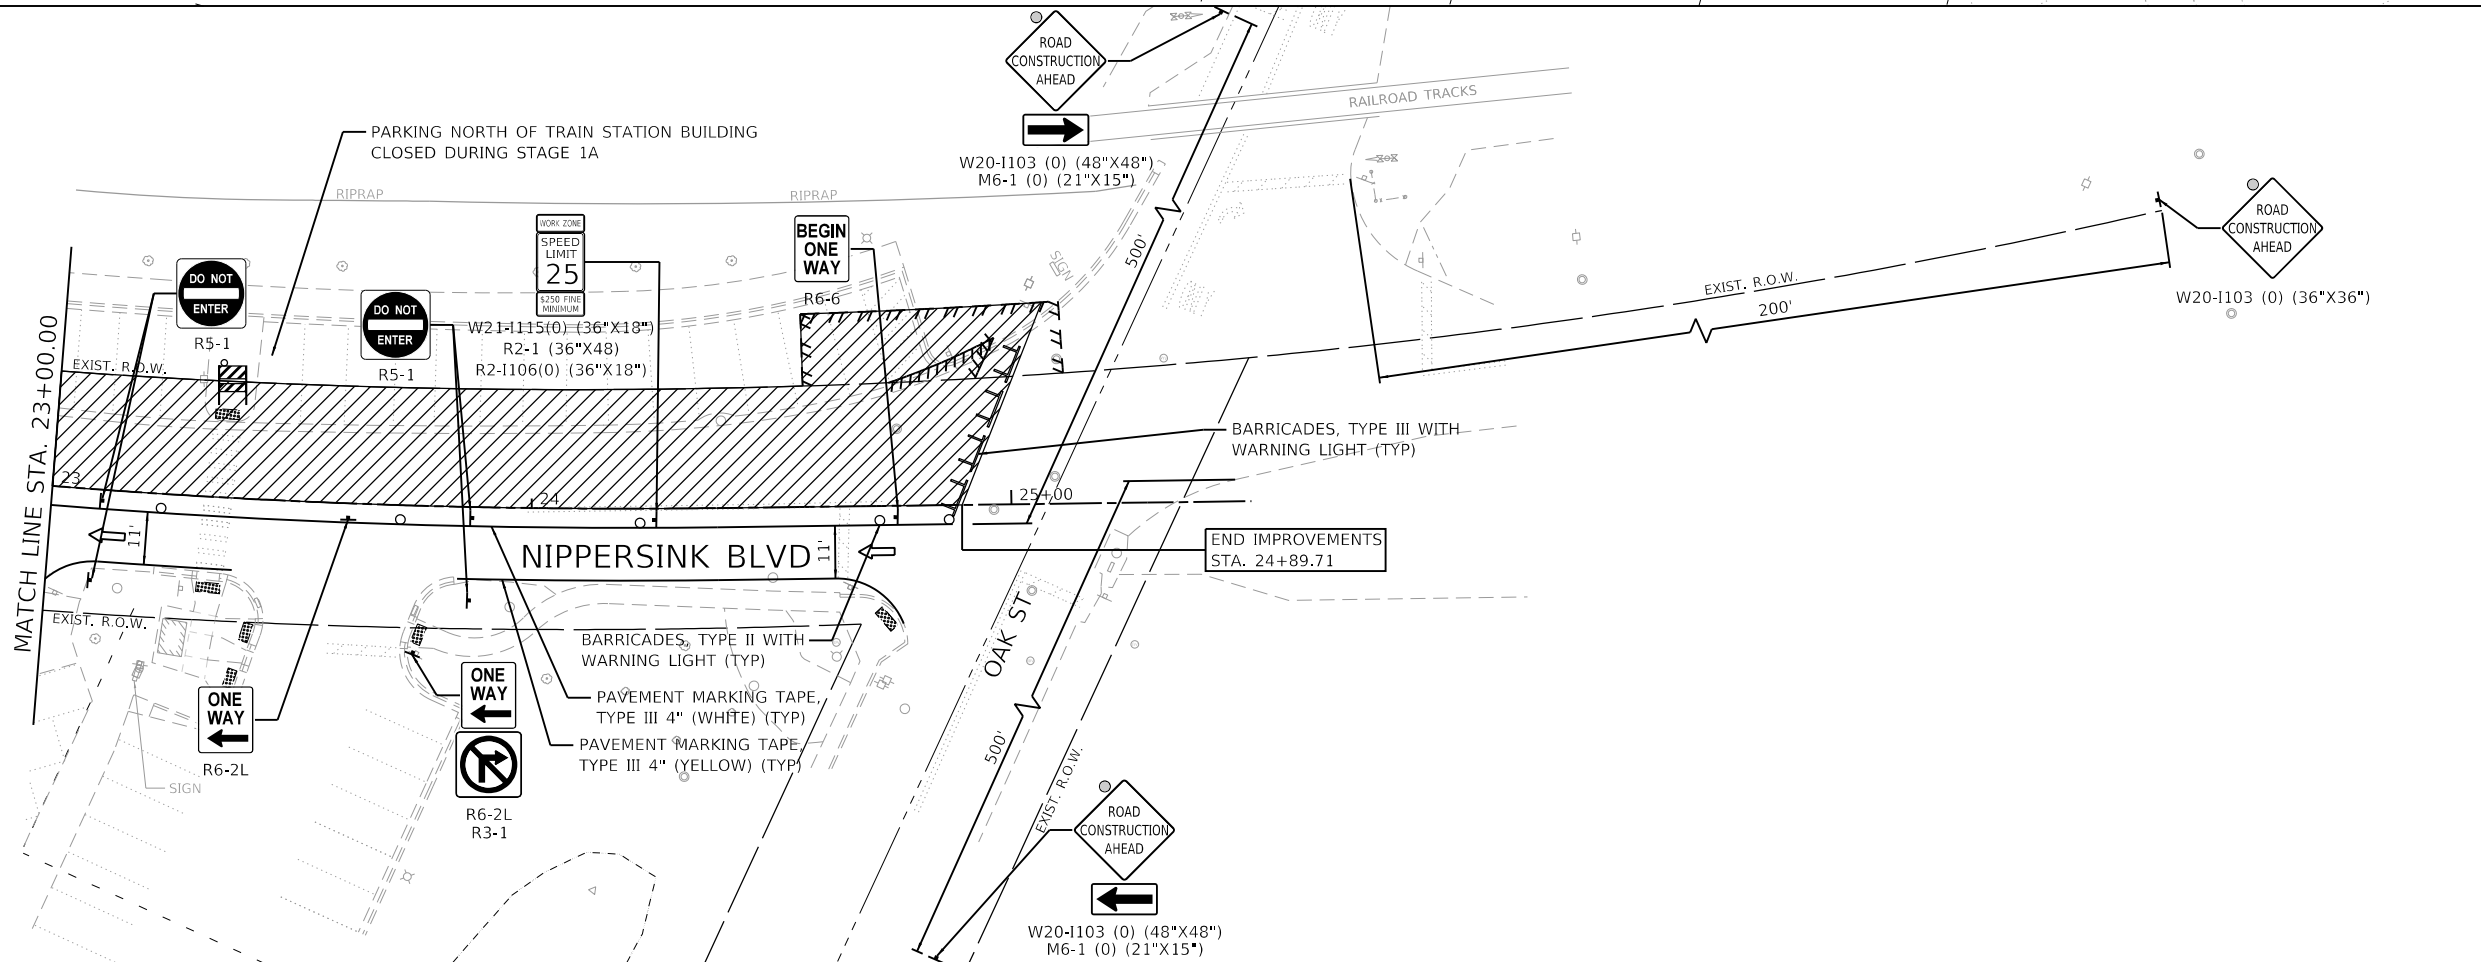 ROAD
CONSTRUCTION
AHEAD
W20-I103 (0) (48"X48")
M6-1 (0) (21"X15")
RAILROAD TRACKS
PARKING NORTH OF TRAIN STATION BUILDING
CLOSED DURING STAGE 1A
RIPRAP
RIPRAP
ROAD
CONSTRUCTION
AHEAD
W20-I103 (0) (36"X36")
WORK ZONE
SPEED
LIMIT
25
$250 FINE
MINIMUM
W21-I115(0) (36"X18")
R2-1 (36"X48)
R2-I106(0) (36"X18")
BEGIN
ONE
WAY
R6-6
SIGN
500'
DO NOT
ENTER
R5-1
DO NOT
ENTER
R5-1
EXIST. R.O.W.
200'
MATCH LINE STA. 23+00.00
EXIST. R.O.W.
BARRICADES, TYPE III WITH
WARNING LIGHT (TYP)
23
24
25+00
11'
NIPPERSINK BLVD
11'
END IMPROVEMENTS
STA. 24+89.71
EXIST. R.O.W.
OAK ST
BARRICADES, TYPE II WITH
WARNING LIGHT (TYP)
ONE
WAY
R6-2L
SIGN
ONE
WAY
R6-2L
R3-1
PAVEMENT MARKING TAPE,
TYPE III 4" (WHITE) (TYP)
PAVEMENT MARKING TAPE,
TYPE III 4" (YELLOW) (TYP)
500'
EXIST. R.O.W.
ROAD
CONSTRUCTION
AHEAD
W20-I103 (0) (48"X48")
M6-1 (0) (21"X15")